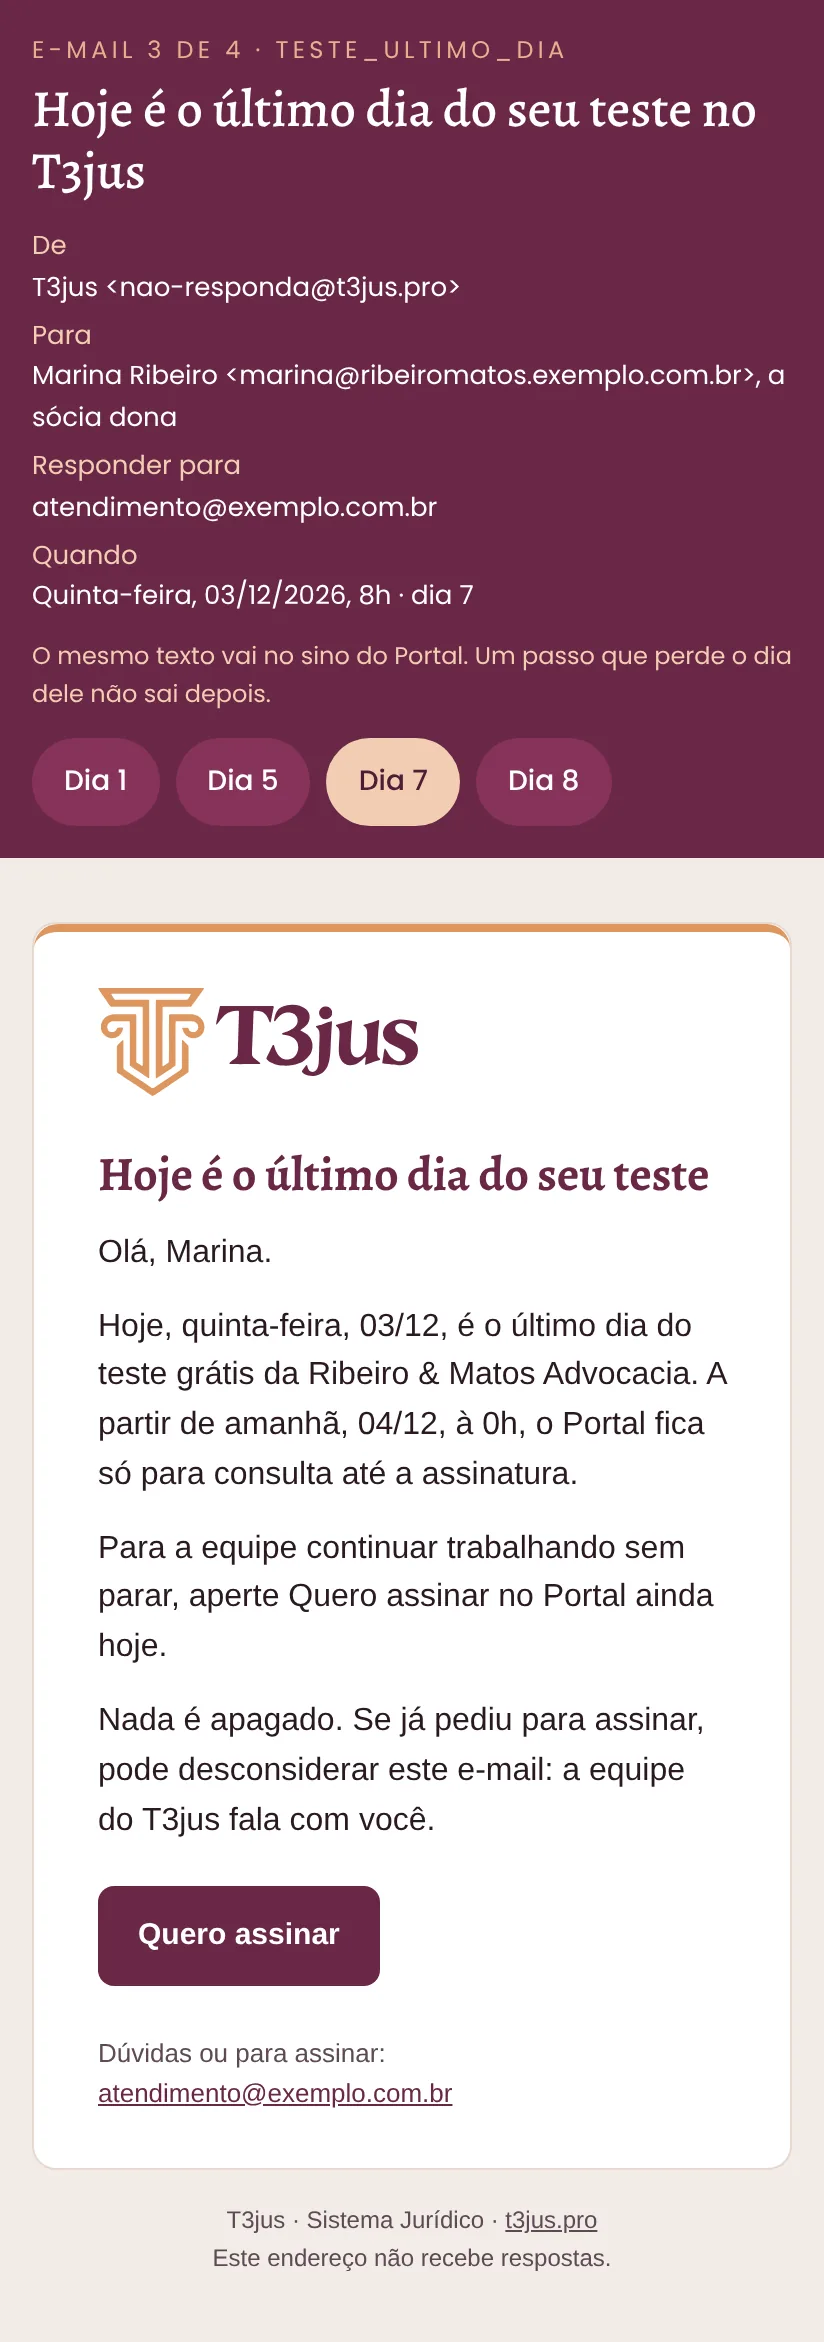 E-MAIL 3 DE 4 · TESTE_ULTIMO_DIA
Hoje é o último dia do seu teste no
T3jus
De
T3jus <nao-responda@t3jus.pro>
Para
Marina Ribeiro <marina@ribeiromatos.exemplo.com.br>, a
sócia dona
Responder para
atendimento@exemplo.com.br
Quando
Quinta-feira, 03/12/2026, 8h · dia 7
O mesmo texto vai no sino do Portal. Um passo que perde o dia
dele não sai depois.
Dia 1
Dia 5
Dia 7
Dia 8
T3jus
Hoje é o último dia do seu teste
Olá, Marina.
Hoje, quinta-feira, 03/12, é o último dia do
teste grátis da Ribeiro & Matos Advocacia. A
partir de amanhã, 04/12, à 0h, o Portal fica
só para consulta até a assinatura.
Para a equipe continuar trabalhando sem
parar, aperte Quero assinar no Portal ainda
hoje.
Nada é apagado. Se já pediu para assinar,
pode desconsiderar este e-mail: a equipe
do T3jus fala com você.
Quero assinar
Dúvidas ou para assinar:
atendimento@exemplo.com.br
T3jus · Sistema Jurídico · t3jus.pro
Este endereço não recebe respostas.